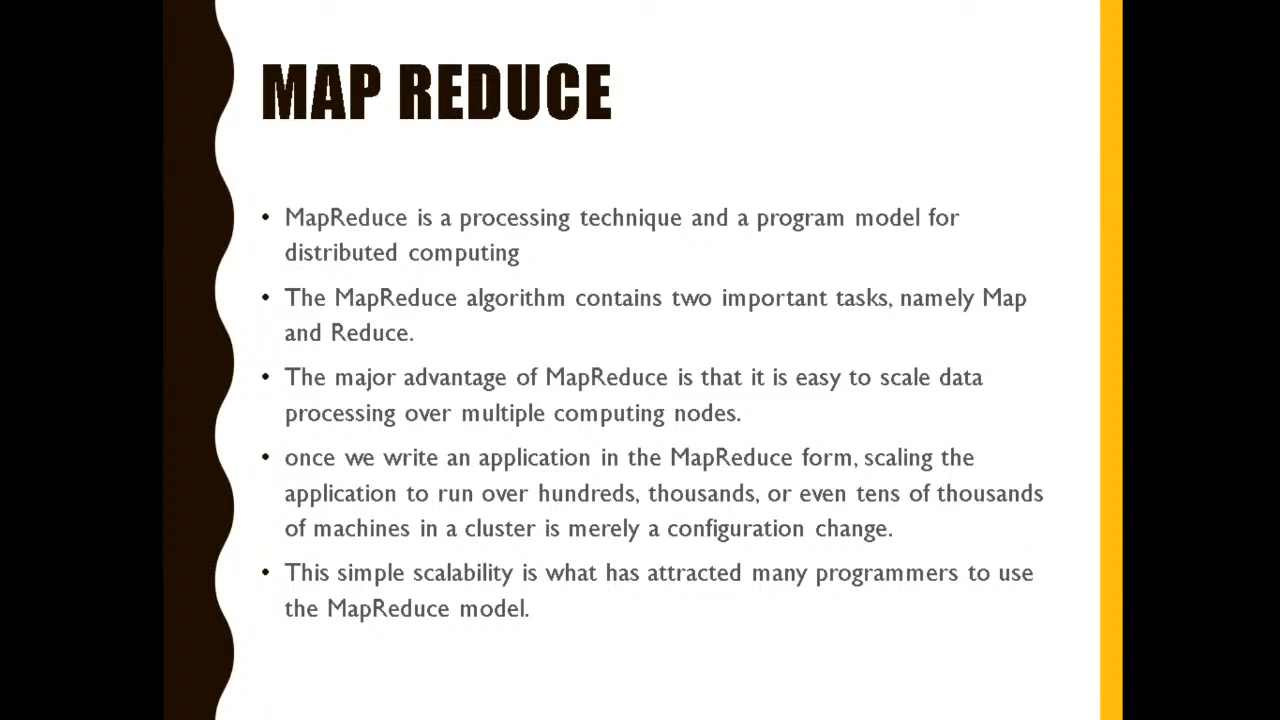 MAP REDUCE
• MapReduce is a processing technique and a program model for
distributed computing
• The MapReduce algorithm contains two important tasks, namely Map
and Reduce.
• The major advantage of MapReduce is that it is easy to scale data
processing over multiple computing nodes.
• once we write an application in the MapReduce form, scaling the
application to run over hundreds, thousands, or even tens of thousands
of machines in a cluster is merely a configuration change.
• This simple scalability is what has attracted many programmers to use
the MapReduce model.